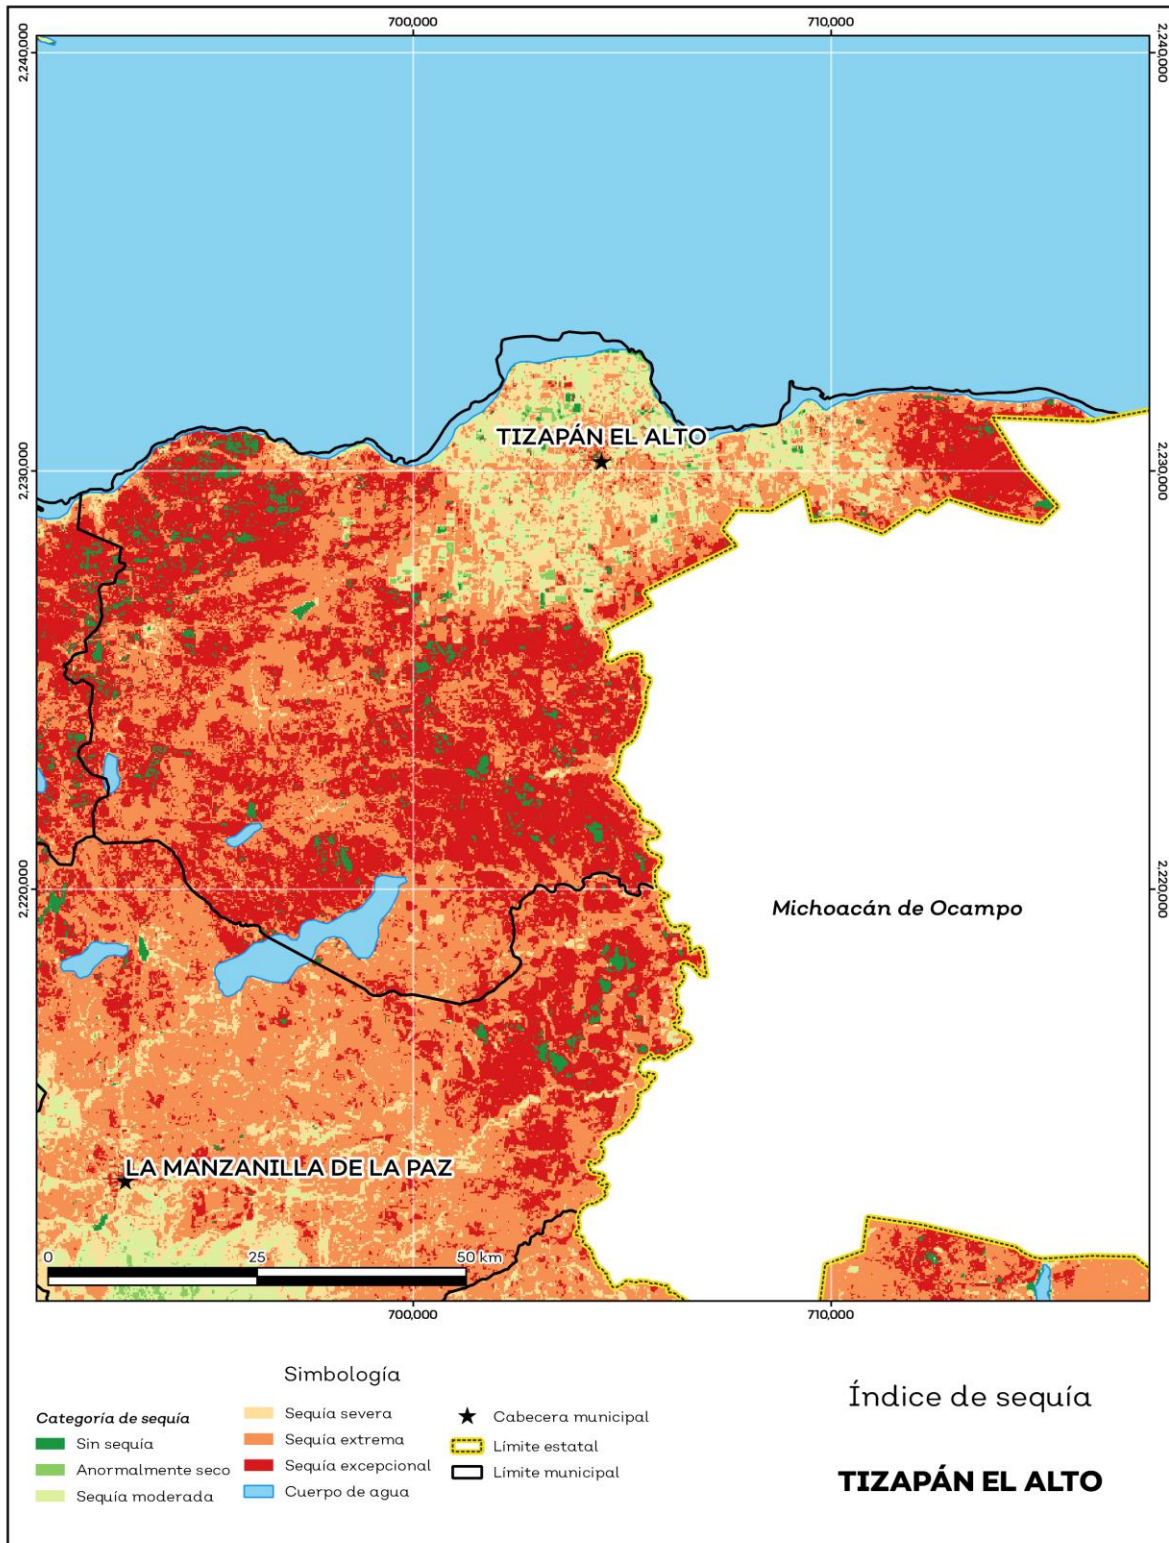 700,000
710,000
2,240,000
2,240,000
TIZAPÁN EL ALTO
2,230,000
2,230,000
2,220,000
2,220,000
Michoacán de Ocampo
LA MANZANILLA DE LA PAZ
0 25 50 km
700,000
710,000
Simbología
Categoría de sequía
Sin sequía
Anormalmente seco
Sequía moderada
Sequía severa
Sequía extrema
Sequía excepcional
Cuerpo de agua
Cabecera municipal
Límite estatal
Límite municipal
Índice de sequía
TIZAPÁN EL ALTO